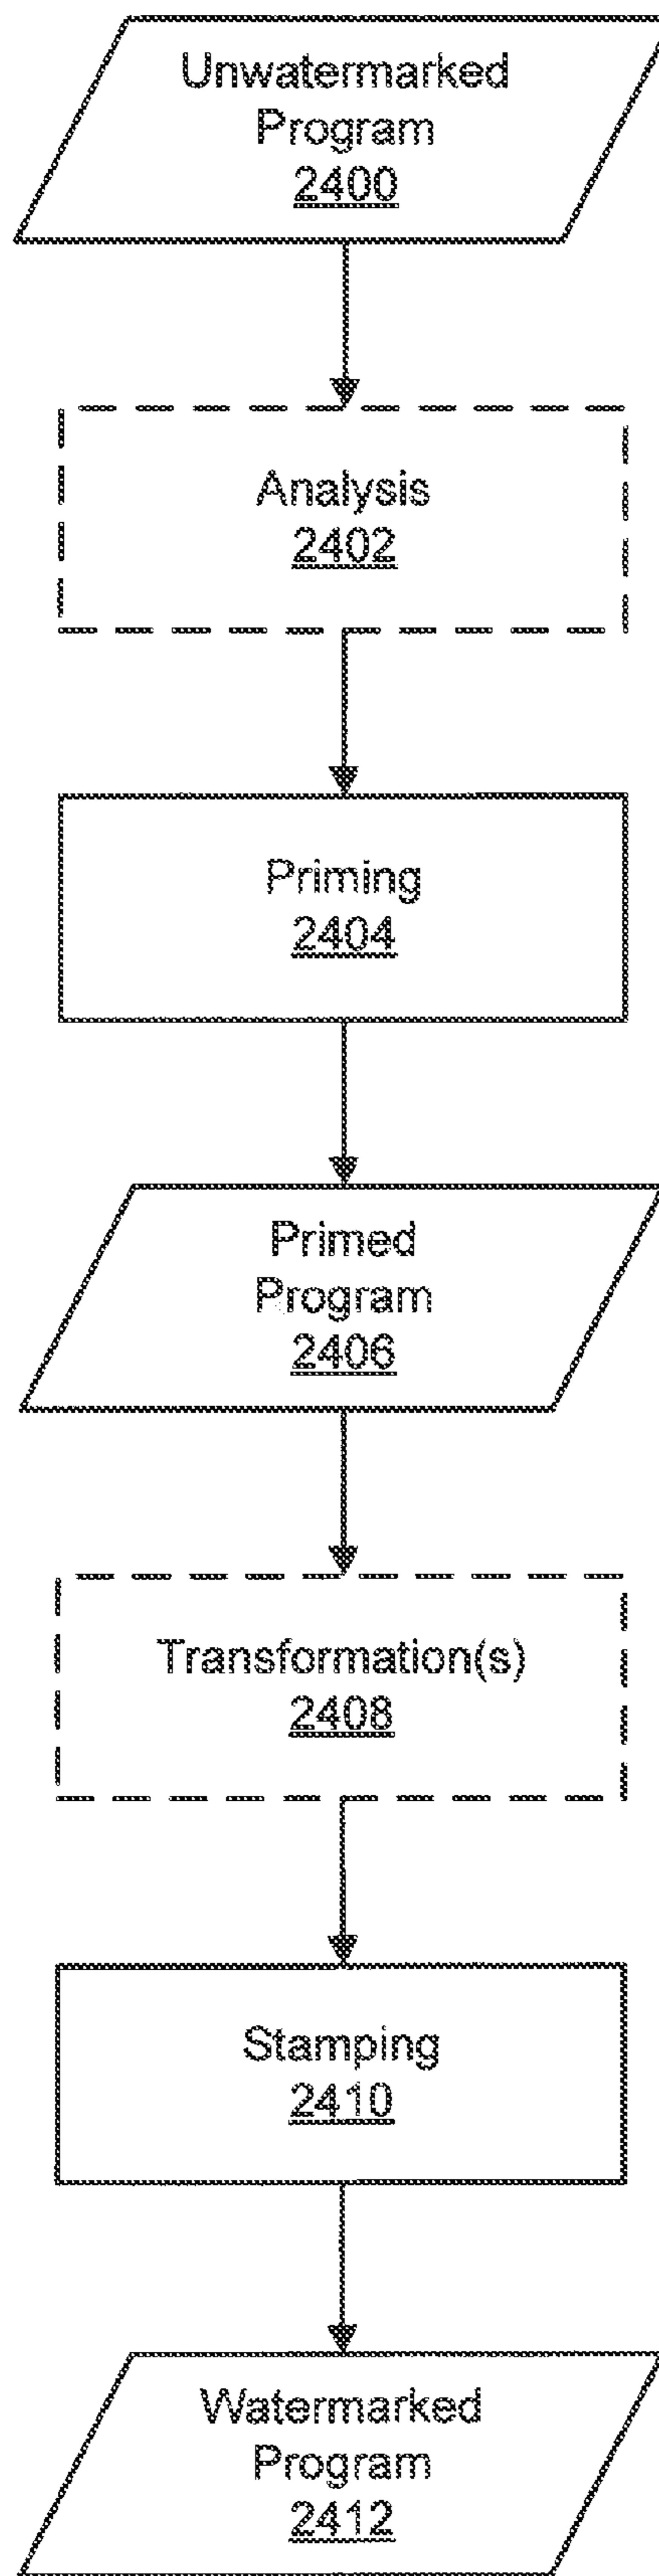 Unwatermarked
Program
2400
Analysis
2402
Priming
2404
Primed
Program
2406
Transformation(s)
2408
Stamping
2410
Watermarked
Program
2412